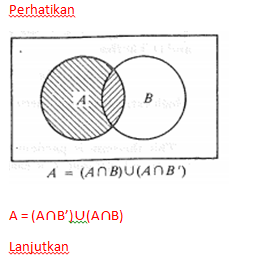 Perhatikan
A B
A = (A∩B)∪(A∩B')
A = (A∩B’)∪(A∩B)
Lanjutkan